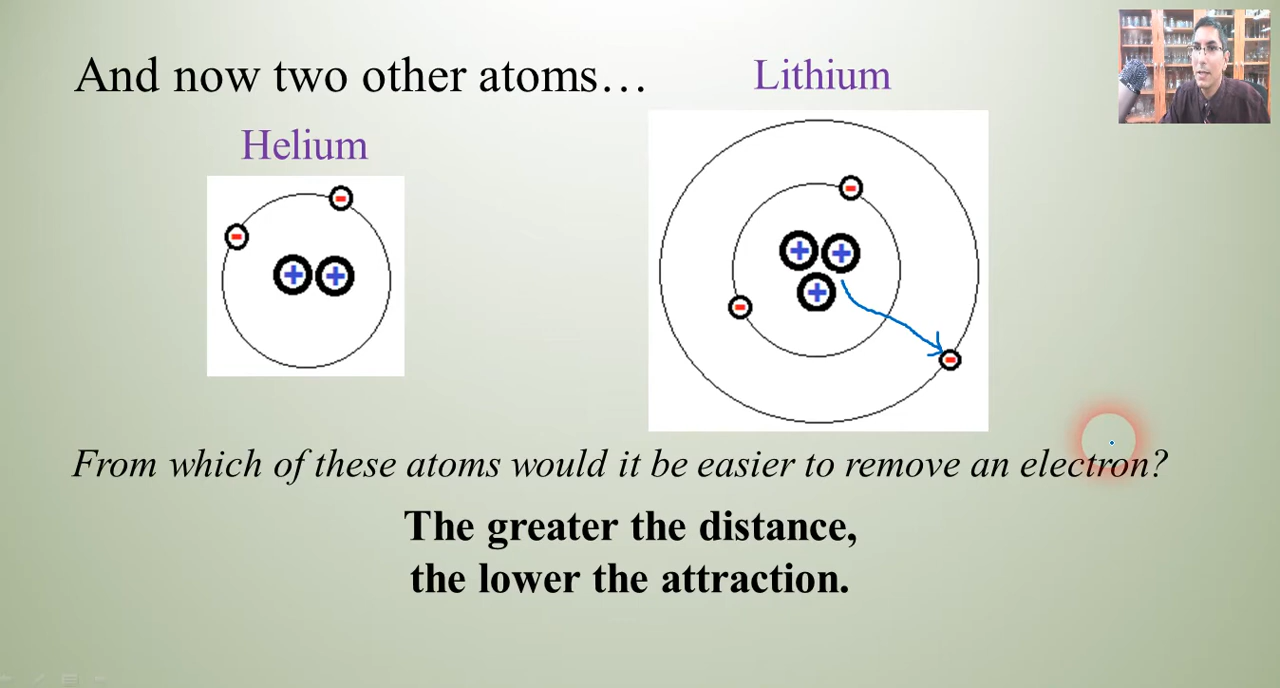 And now two other atoms…
Lithium
Helium
- - + +
- + + + - -
From which of these atoms would it be easier to remove an electron?
The greater the distance,
the lower the attraction.